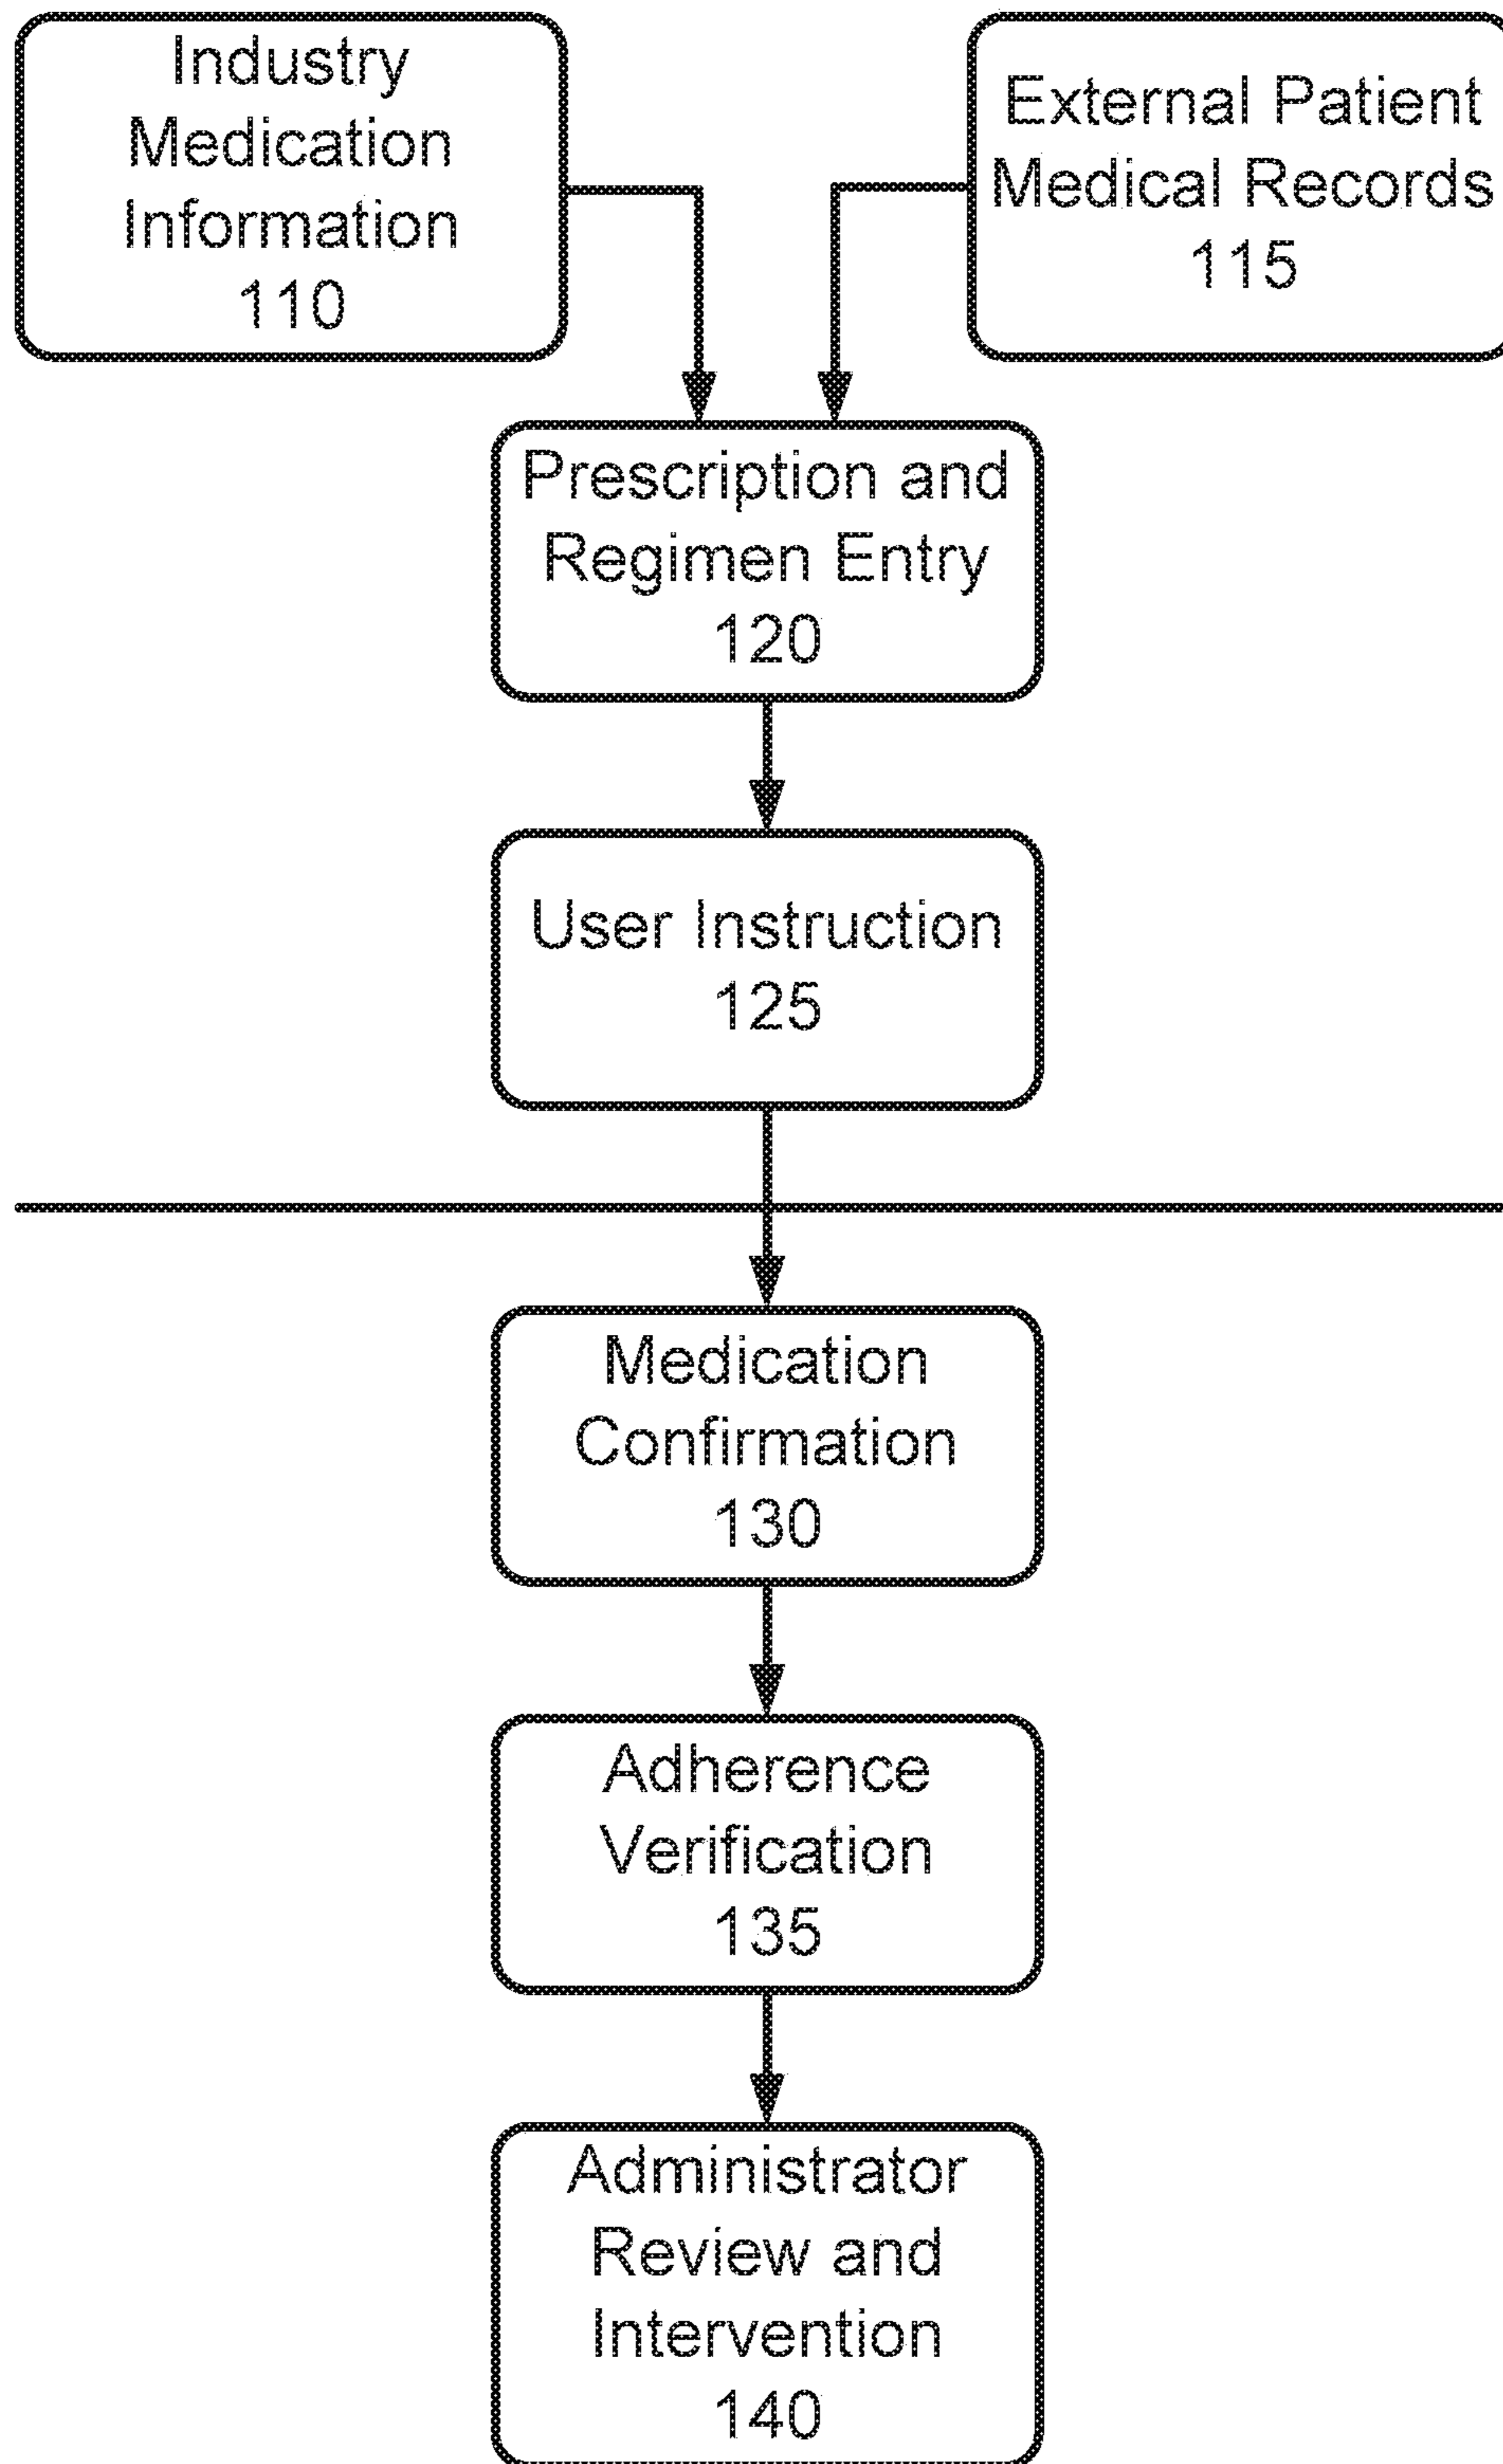 Industry
Medication
Information
110
External Patient
Medical Records
115
Prescription and
Regimen Entry
120
User Instruction
125
Medication
Confirmation
130
Adherence
Verification
135
Administrator
Review and
Intervention
140